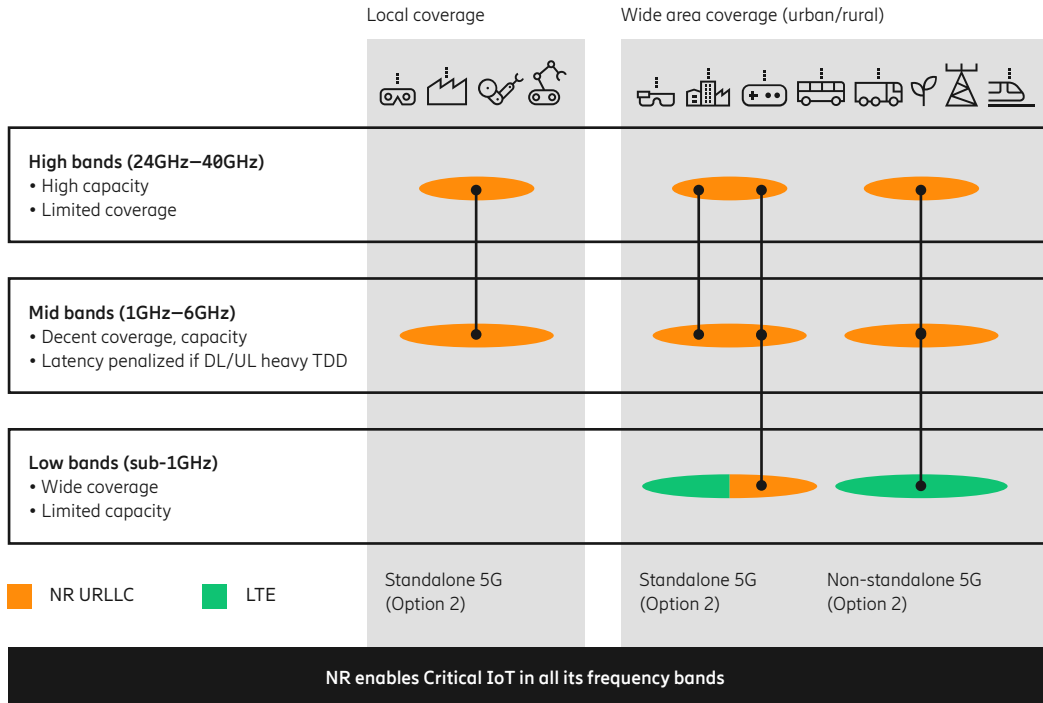 Local coverage
Wide area coverage (urban/rural)
High bands (24GHz—40GHz)
• High capacity
• Limited coverage
Mid bands (1GHz—6GHz)
• Decent coverage, capacity
• Latency penalized if DL/UL heavy TDD
Low bands (sub-1GHz)
• Wide coverage
• Limited capacity
NR URLLC
LTE
Standalone 5G
(Option 2)
Standalone 5G
(Option 2)
Non-standalone 5G
(Option 2)
NR enables Critical IoT in all its frequency bands